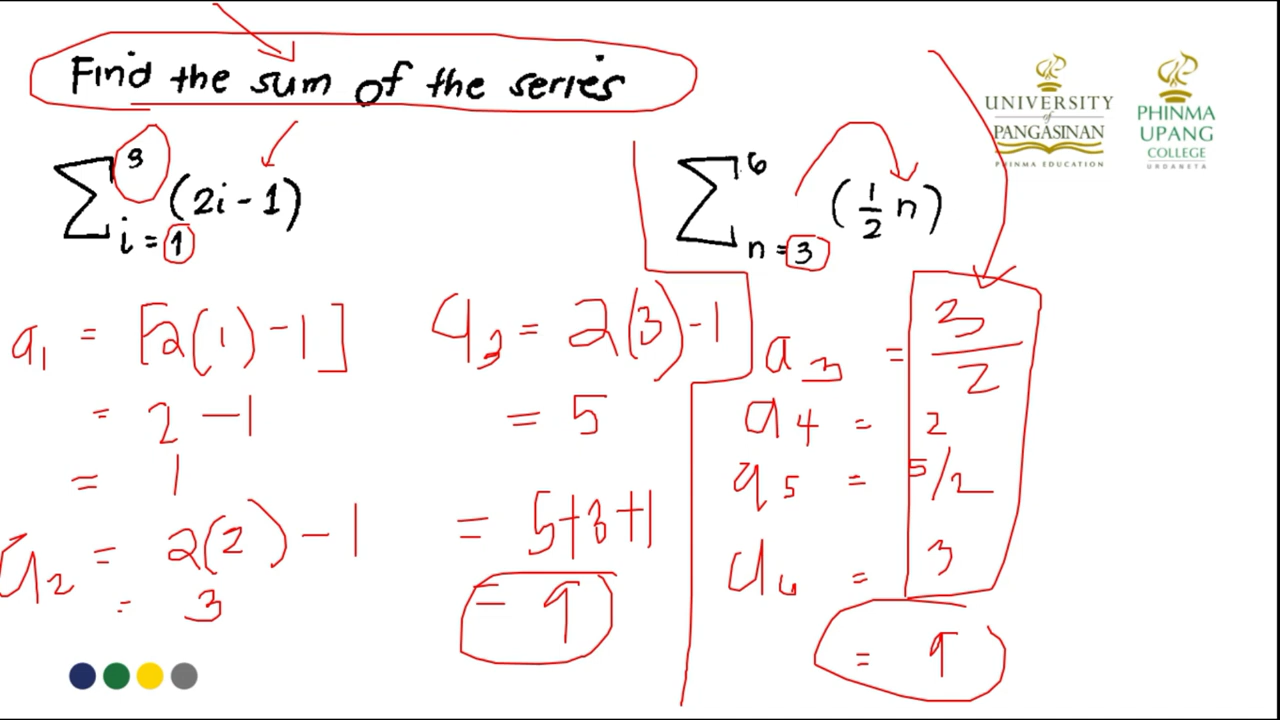 Find the sum of the series
3
∑ (2i - 1)
i = 1
a1 = [2(1) - 1]
= 2 - 1
= 1
a2 = 2(2) - 1
= 3
a3 = 2(3) - 1
= 5
= 5+3+1
= 9
6
∑ (1/2 n)
n = 3
a3 = 3/2
a4 = 2
a5 = 5/2
a6 = 3
= 9
UNIVERSITY
of
PANGASINAN
PHINMA EDUCATION
PHINMA
UPANG
COLLEGE
URDANETA